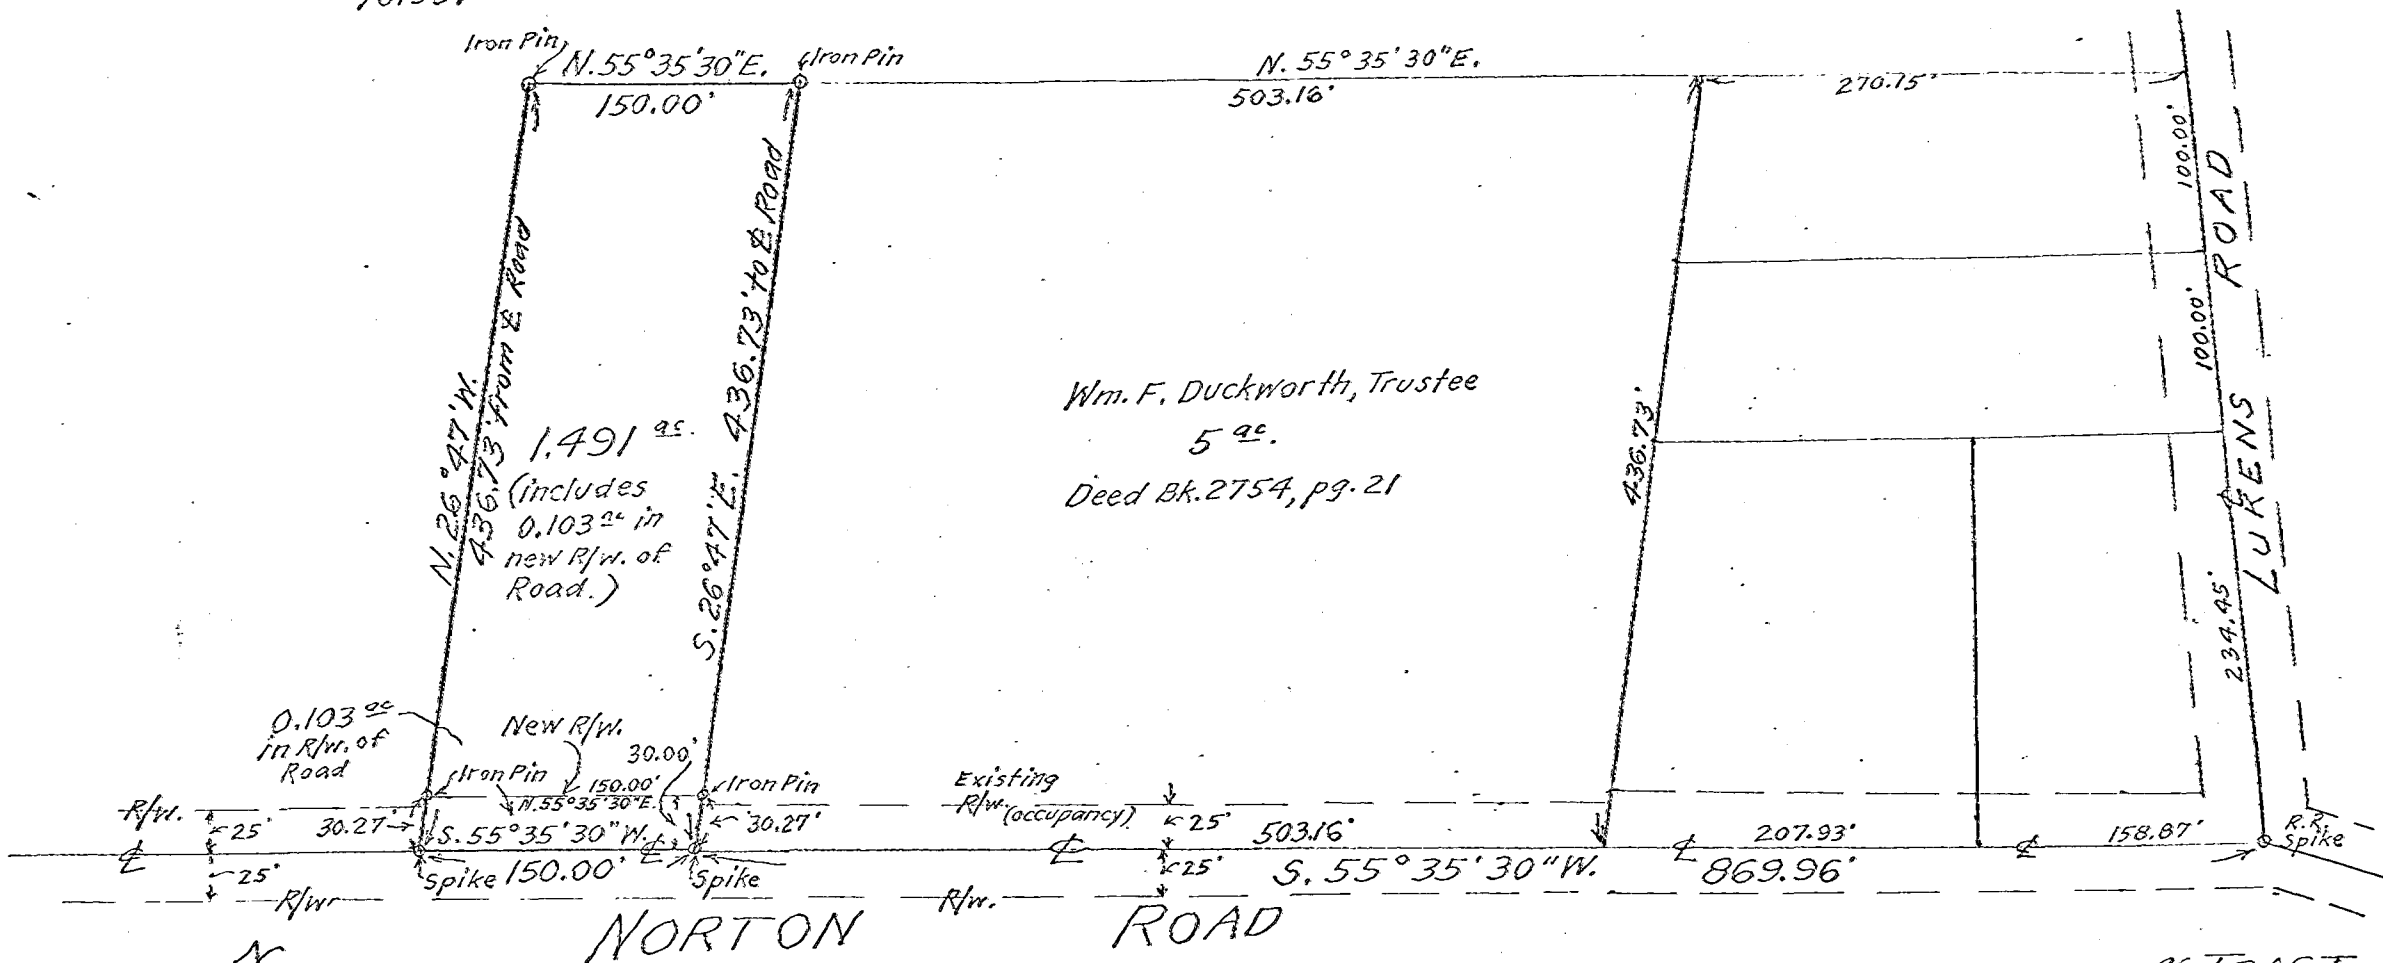 Iron Pin
N. 55° 35' 30" E.
150.00'
Iron Pin
N. 55° 35' 30" E.
503.16'
270.75'
100.00'
100.00'
234.45'
LUKENS ROAD
N. 26° 47' W.
436.73' from ℄ Road
S. 26° 47' E. 436.73' to ℄ Road
1.491 ac.
(includes
0.103 ac in
new R/w. of
Road.)
Wm. F. Duckworth, Trustee
5 ac.
Deed Bk. 2754, pg. 21
436.73'
0.103 ac
in R/w. of
Road
New R/w.
30.00'
Iron Pin
150.00'
N. 55° 35' 30" E.
Iron Pin
Existing
R/w. (occupancy)
R/w.
25'
30.27'
S. 55° 35' 30" W. ℄
30.27'
25'
503.16'
207.93'
158.87'
R.R.
Spike
℄
℄
℄
℄
25'
Spike
150.00'
Spike
25'
S. 55° 35' 30" W.
869.96'
R/w
R/w.
NORTON ROAD
N
TRACT